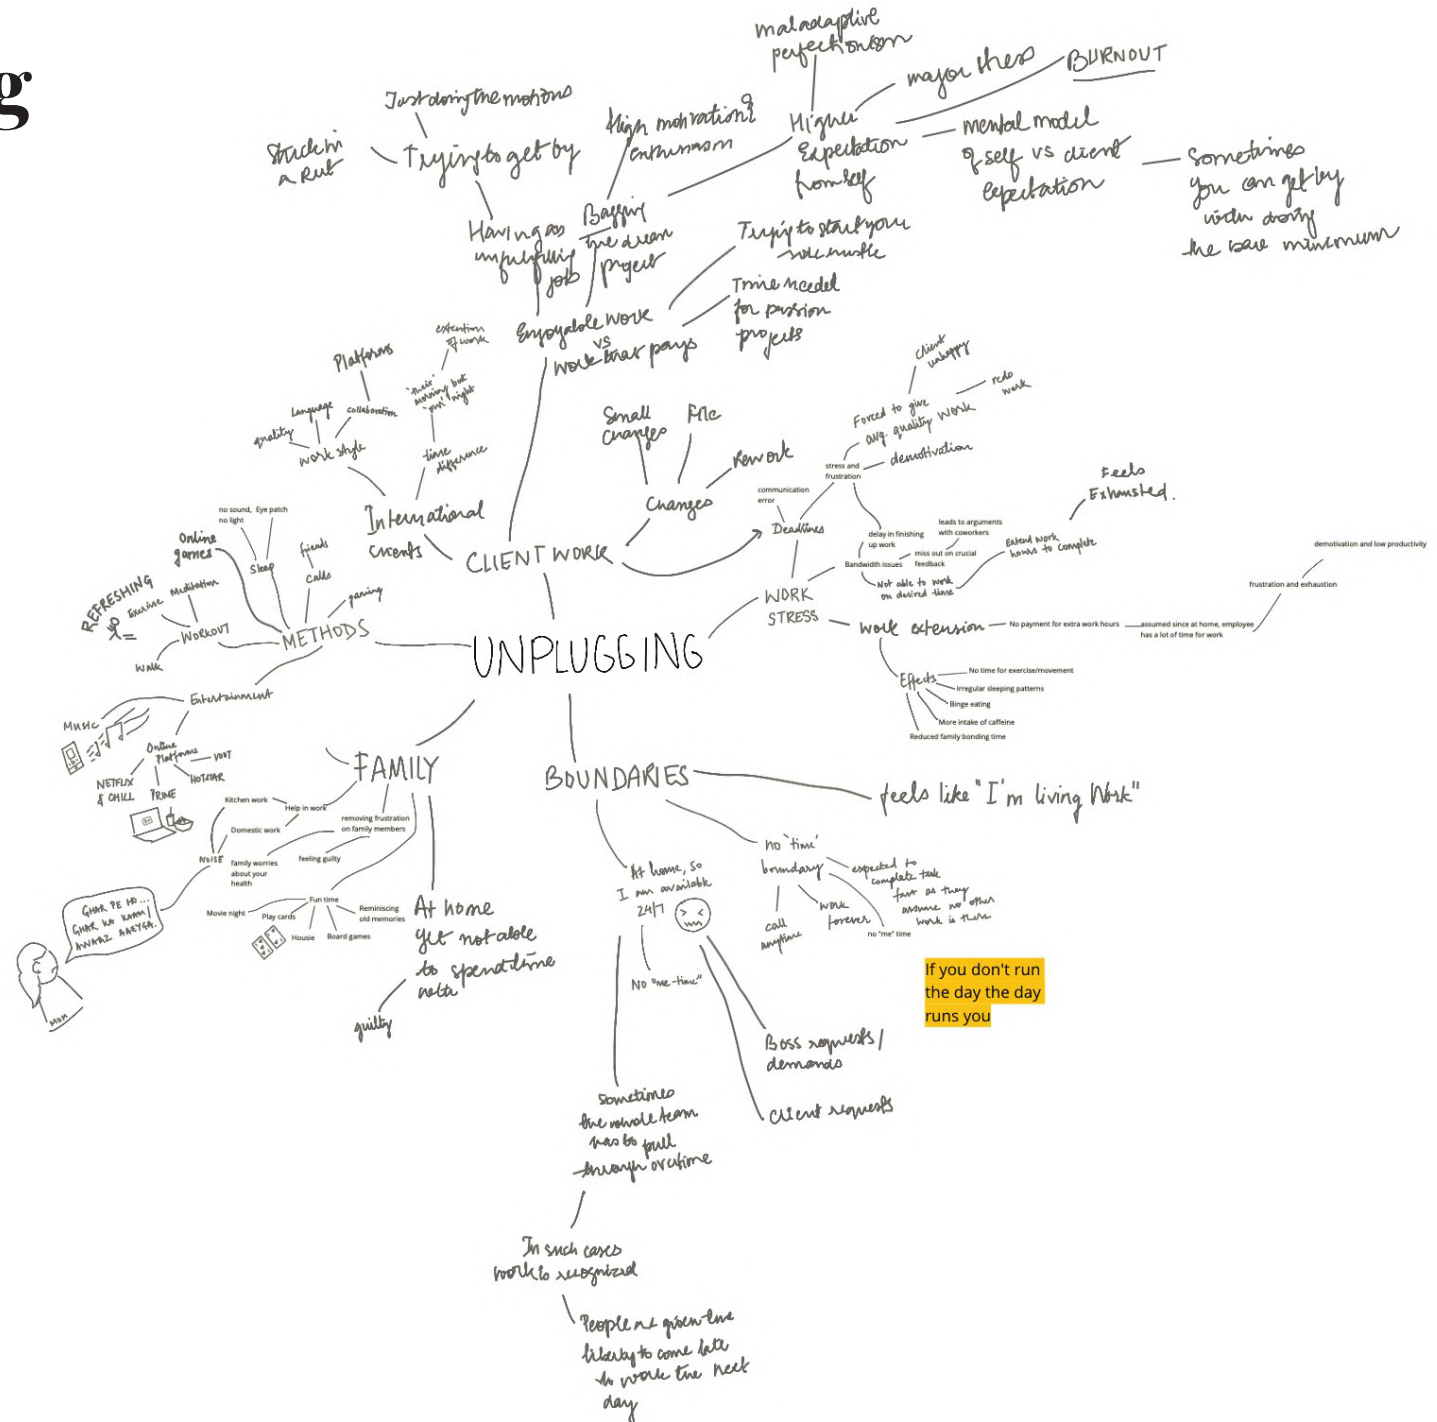 g
maladaptive
perfectionism
major stress
BURNOUT
Just doing the motions
High motivation &
enthusiasm
Higher
Expectation
from self
mental model
of self vs client
expectation
Sometimes
you can get by
with doing
the bare minimum
Stuck in
a Rut
Trying to get by
Having an
unfulfilling
job
Bagging
the dream
project
Trying to start your
side hustle
Time needed
for passion
projects
Enjoyable work
vs
work that pays
extention
of work
Platforms
"their"
morning but
"our" night
Language
collaboration
quality
work style
time
difference
Small
changes
File
Rework
Changes
client
unhappy
redo
work
Forced to give
avg. quality work
demotivation
stress and
frustration
communication
error
Deadlines
Feels
Exhausted.
International
clients
CLIENT WORK
delay in finishing
up work
leads to arguments
with coworkers
miss out on crucial
feedback
Bandwidth issues
Extend work
hours to complete
Not able to work
on desired time
demotivation and low productivity
frustration and exhaustion
WORK
STRESS
work extension
No payment for extra work hours
assumed since at home, employee
has a lot of time for work
Effects
No time for exercise/movement
Irregular sleeping patterns
Binge eating
More intake of caffeine
Reduced family bonding time
no sound,
no light
Eye patch
Online
games
Sleep
friends
calls
gaming
REFRESHING
Exercise
Meditation
WORKOUT
Walk
METHODS
UNPLUGGING
Entertainment
Music
Online
Platforms
VOOT
HOTSTAR
NETFLIX
& CHILL
PRIME
FAMILY
Kitchen work
Help in work
Domestic work
removing frustration
on family members
NOISE
family worries
about your
health
feeling guilty
GHAR PE HO...
GHAR KA KAAM/
AWAAZ AAEYGA.
MOM
Movie night
Fun time
Play cards
Housie
Board games
Reminiscing
old memories
At home
yet not able
to spend time
guilty
BOUNDARIES
feels like "I'm living Work"
At home, so
I am available
24/7
No "me-time"
no 'time'
boundary
expected to
complete task
fast as they
assume no other
work is there
call
anytime
work
forever
no "me" time
If you don't run
the day the day
runs you
Boss requests/
demands
Client requests
Sometimes
the whole team
has to pull
through overtime
In such cases
work is recognized
People are given the
liberty to come late
to work the next
day